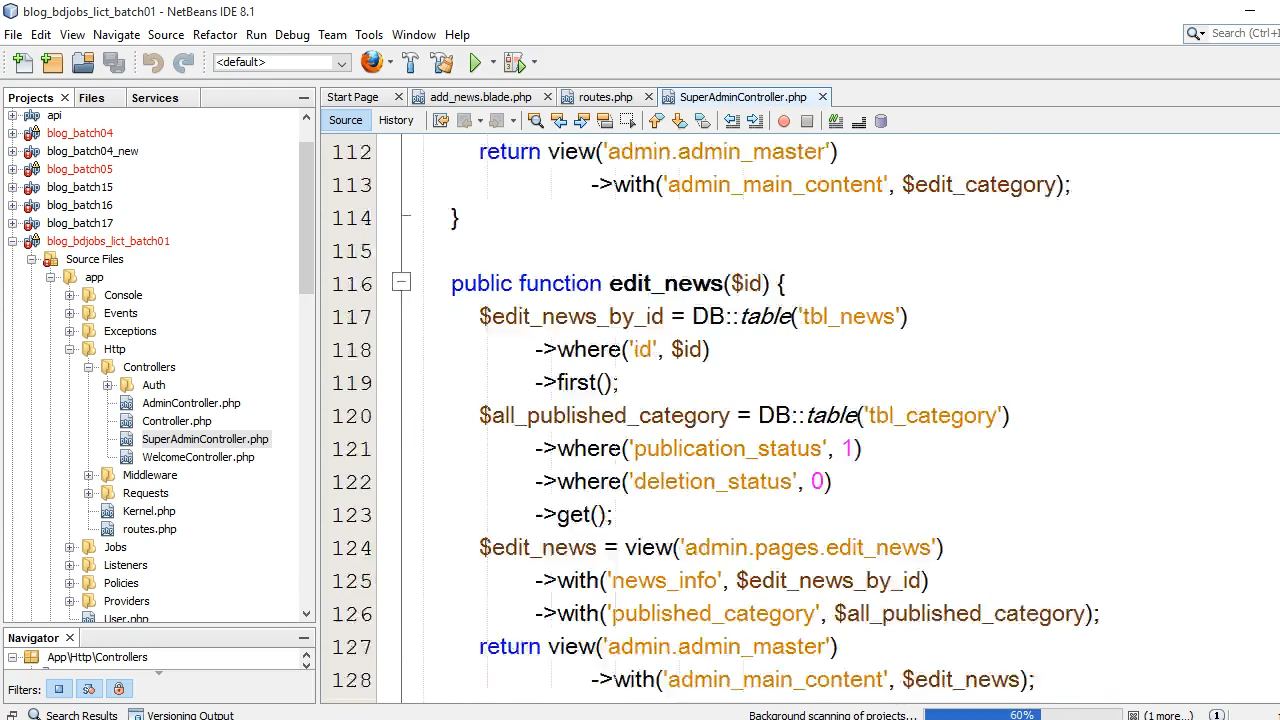 blog_bdjobs_lict_batch01 - NetBeans IDE 8.1
File Edit View Navigate Source Refactor Run Debug Team Tools Window Help
Search (Ctrl+I
<default>
Projects Files Services
Start Page add_news.blade.php routes.php SuperAdminController.php
Source History
api
blog_batch04
blog_batch04_new
blog_batch05
blog_batch15
blog_batch16
blog_batch17
blog_bdjobs_lict_batch01
Source Files
app
Console
Events
Exceptions
Http
Controllers
Auth
AdminController.php
Controller.php
SuperAdminController.php
WelcomeController.php
Middleware
Requests
Kernel.php
routes.php
Jobs
Listeners
Policies
Providers
User.php
Navigator
App\Http\Controllers
Filters:
112 return view('admin.admin_master')
113 ->with('admin_main_content', $edit_category);
114 }
115
116 public function edit_news($id) {
117 $edit_news_by_id = DB::table('tbl_news')
118 ->where('id', $id)
119 ->first();
120 $all_published_category = DB::table('tbl_category')
121 ->where('publication_status', 1)
122 ->where('deletion_status', 0)
123 ->get();
124 $edit_news = view('admin.pages.edit_news')
125 ->with('news_info', $edit_news_by_id)
126 ->with('published_category', $all_published_category);
127 return view('admin.admin_master')
128 ->with('admin_main_content', $edit_news);
Search Results Versioning Output Background scanning of projects... 60% (1 more...) 1